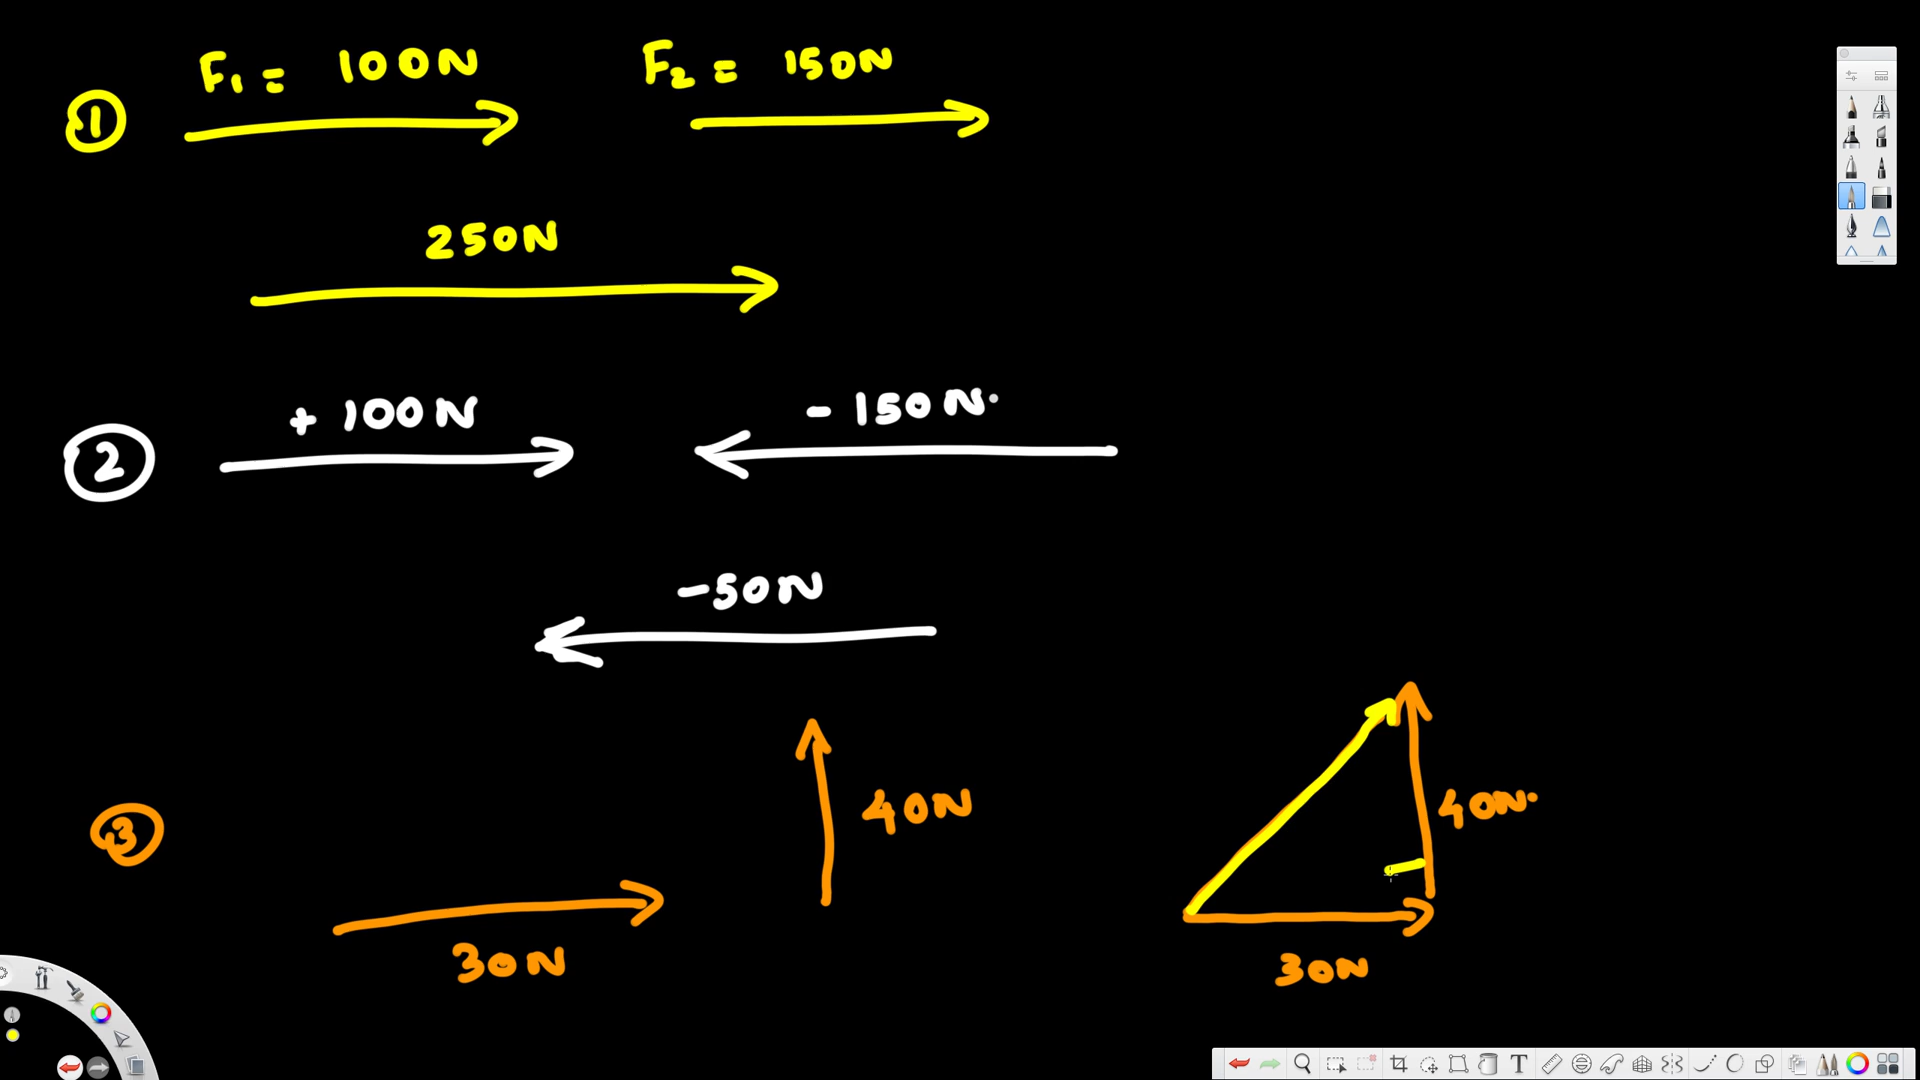 F1 = 100N F2 = 150N
1
250N
+ 100N - 150N.
2
-50N
40N
40N.
3
30N 30N
T